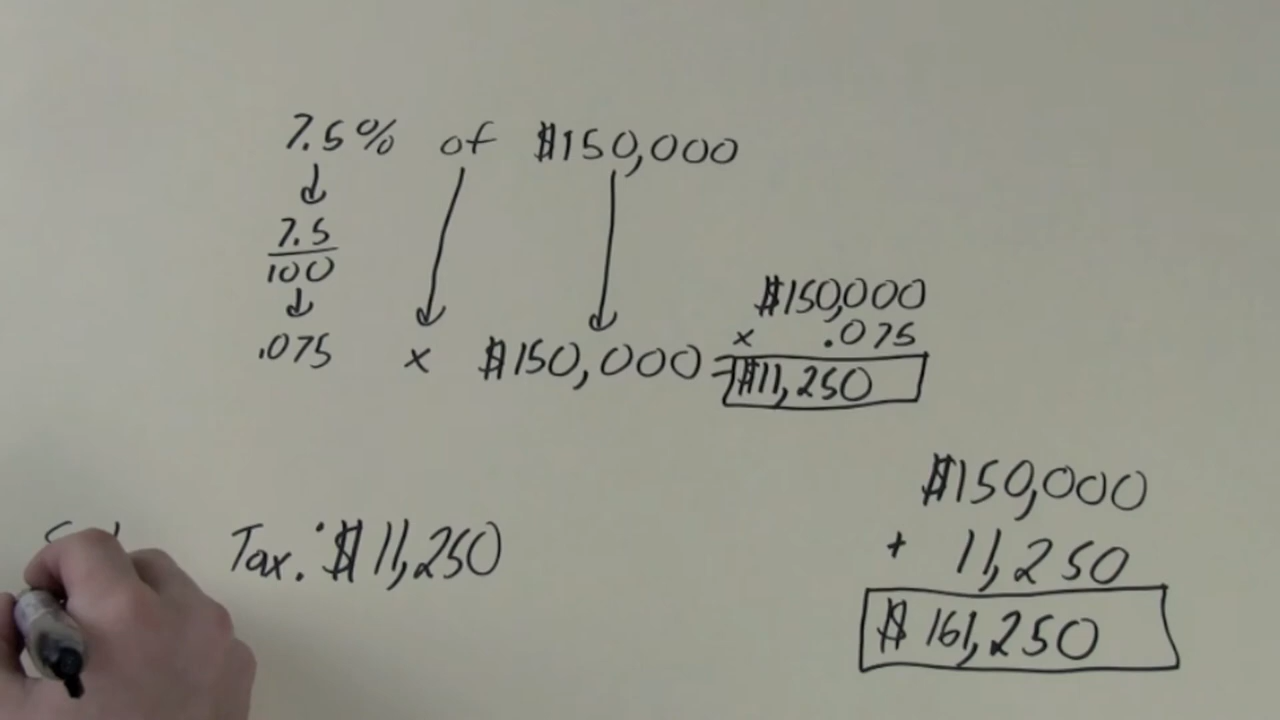 7.5% of $150,000
↓ ↓ ↓
7.5
100
↓
.075 x $150,000 = $11,250
$150,000
x .075
Tax: $11,250
$150,000
+ 11,250
$161,250